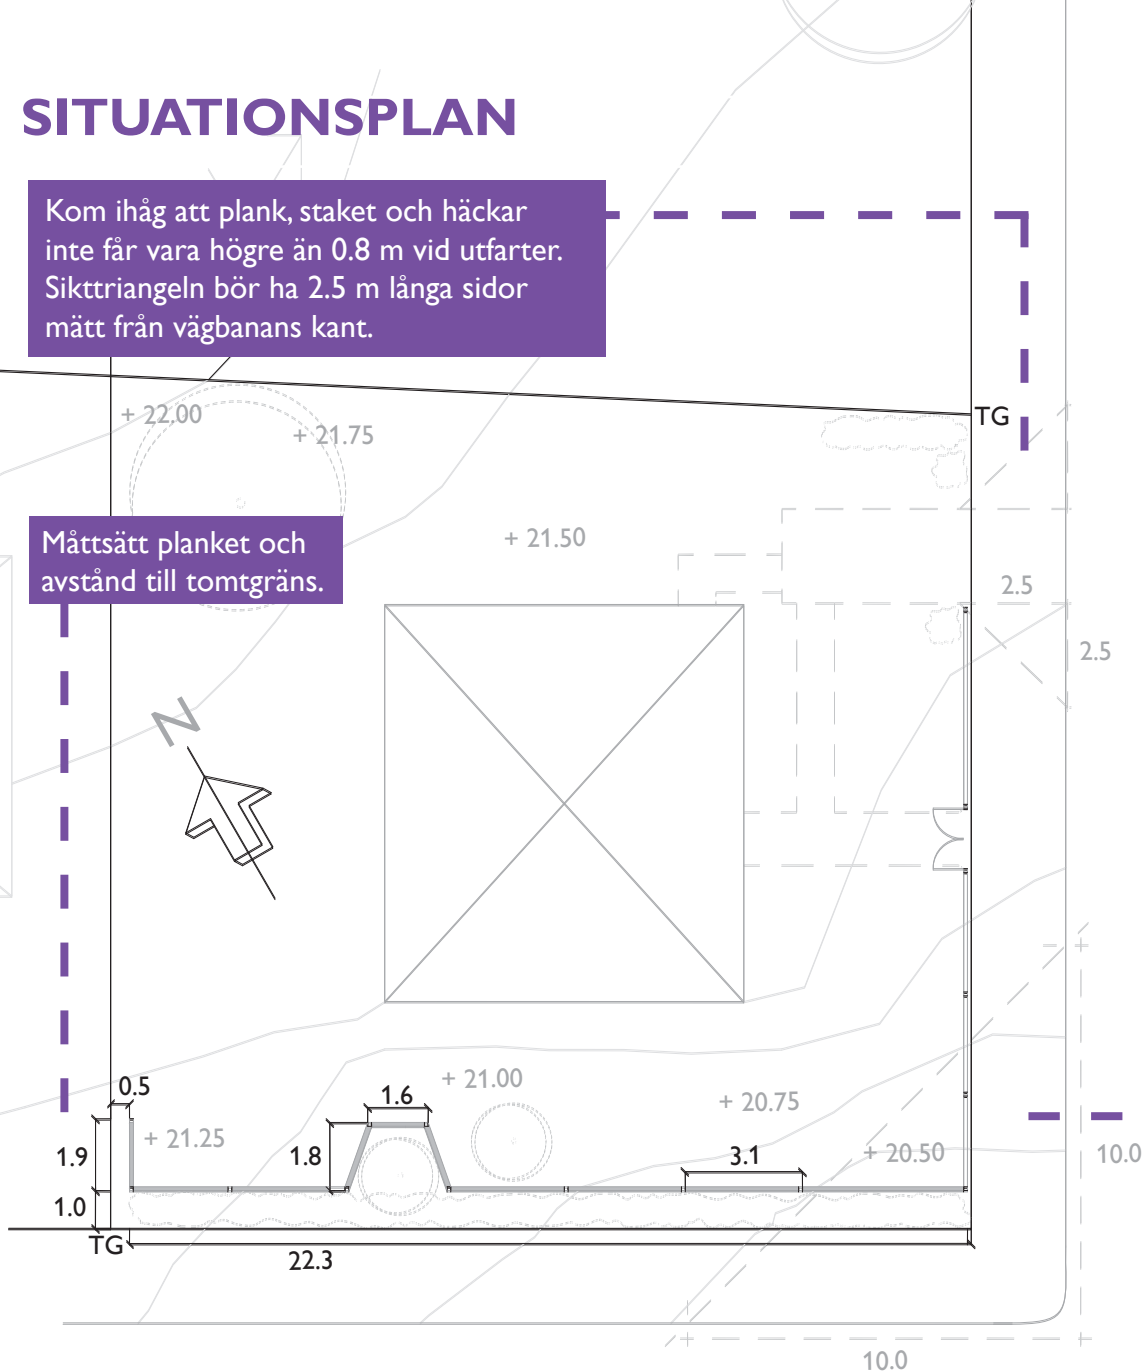 SITUATIONSPLAN
Kom ihåg att plank, staket och häckar
inte får vara högre än 0.8 m vid utfarter.
Sikttriangeln bör ha 2.5 m långa sidor
mätt från vägbanans kant.
+ 22.00
+ 21.75
TG
Måttsätt planket och
avstånd till tomtgräns.
+ 21.50
2.5
2.5
N
0.5
1.6
+ 21.00
+ 20.75
+ 21.25
1.9
1.8
3.1
+ 20.50
10.0
1.0
TG
22.3
10.0